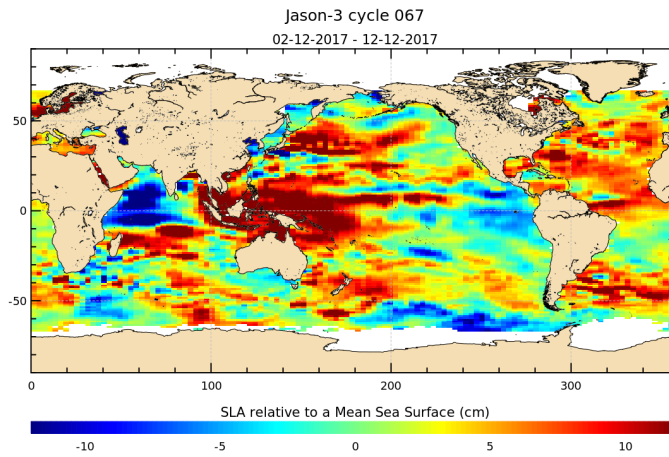 Jason-3 cycle 067
02-12-2017 - 12-12-2017
50
0
-50
0 100 200 300
SLA relative to a Mean Sea Surface (cm)
-10 -5 0 5 10